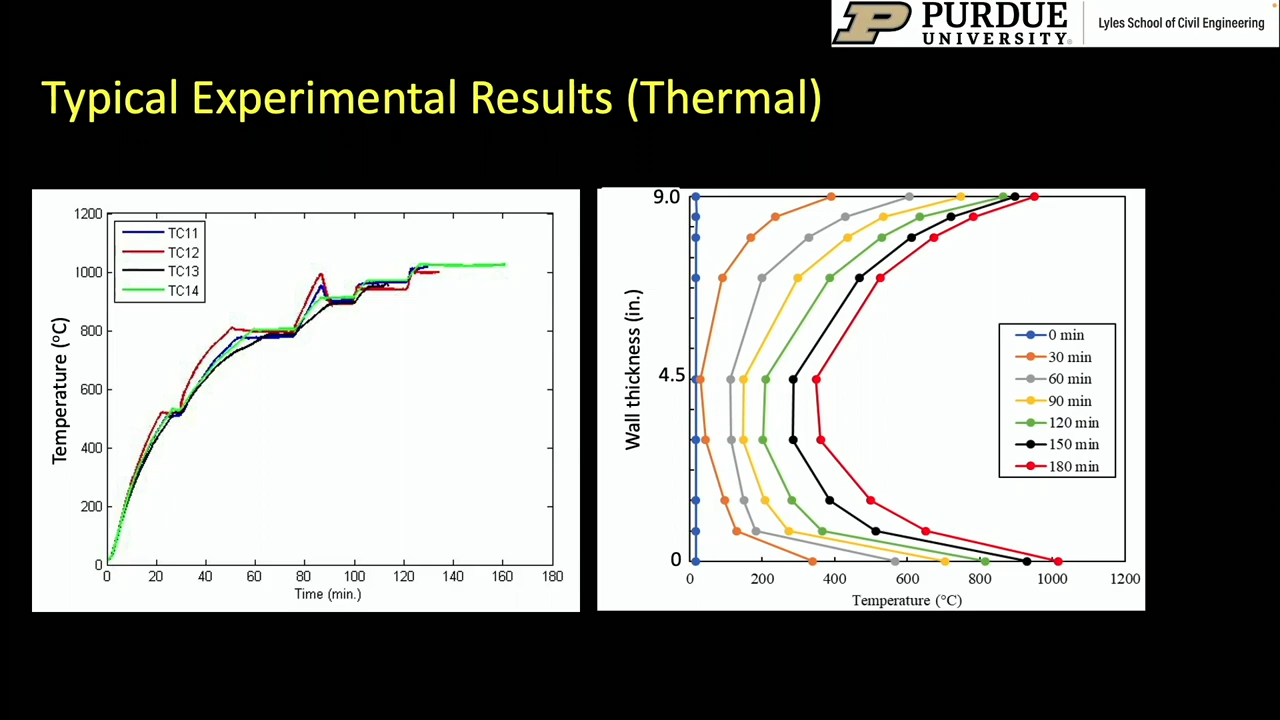 PURDUE
UNIVERSITY®
Lyles School of Civil Engineering
Typical Experimental Results (Thermal)
1200
1000
800
600
400
200
0
Temperature (°C)
TC11
TC12
TC13
TC14
0 20 40 60 80 100 120 140 160 180
Time (min.)
9.0
4.5
0
Wall thickness (in.)
0 min
30 min
60 min
90 min
120 min
150 min
180 min
0 200 400 600 800 1000 1200
Temperature (°C)